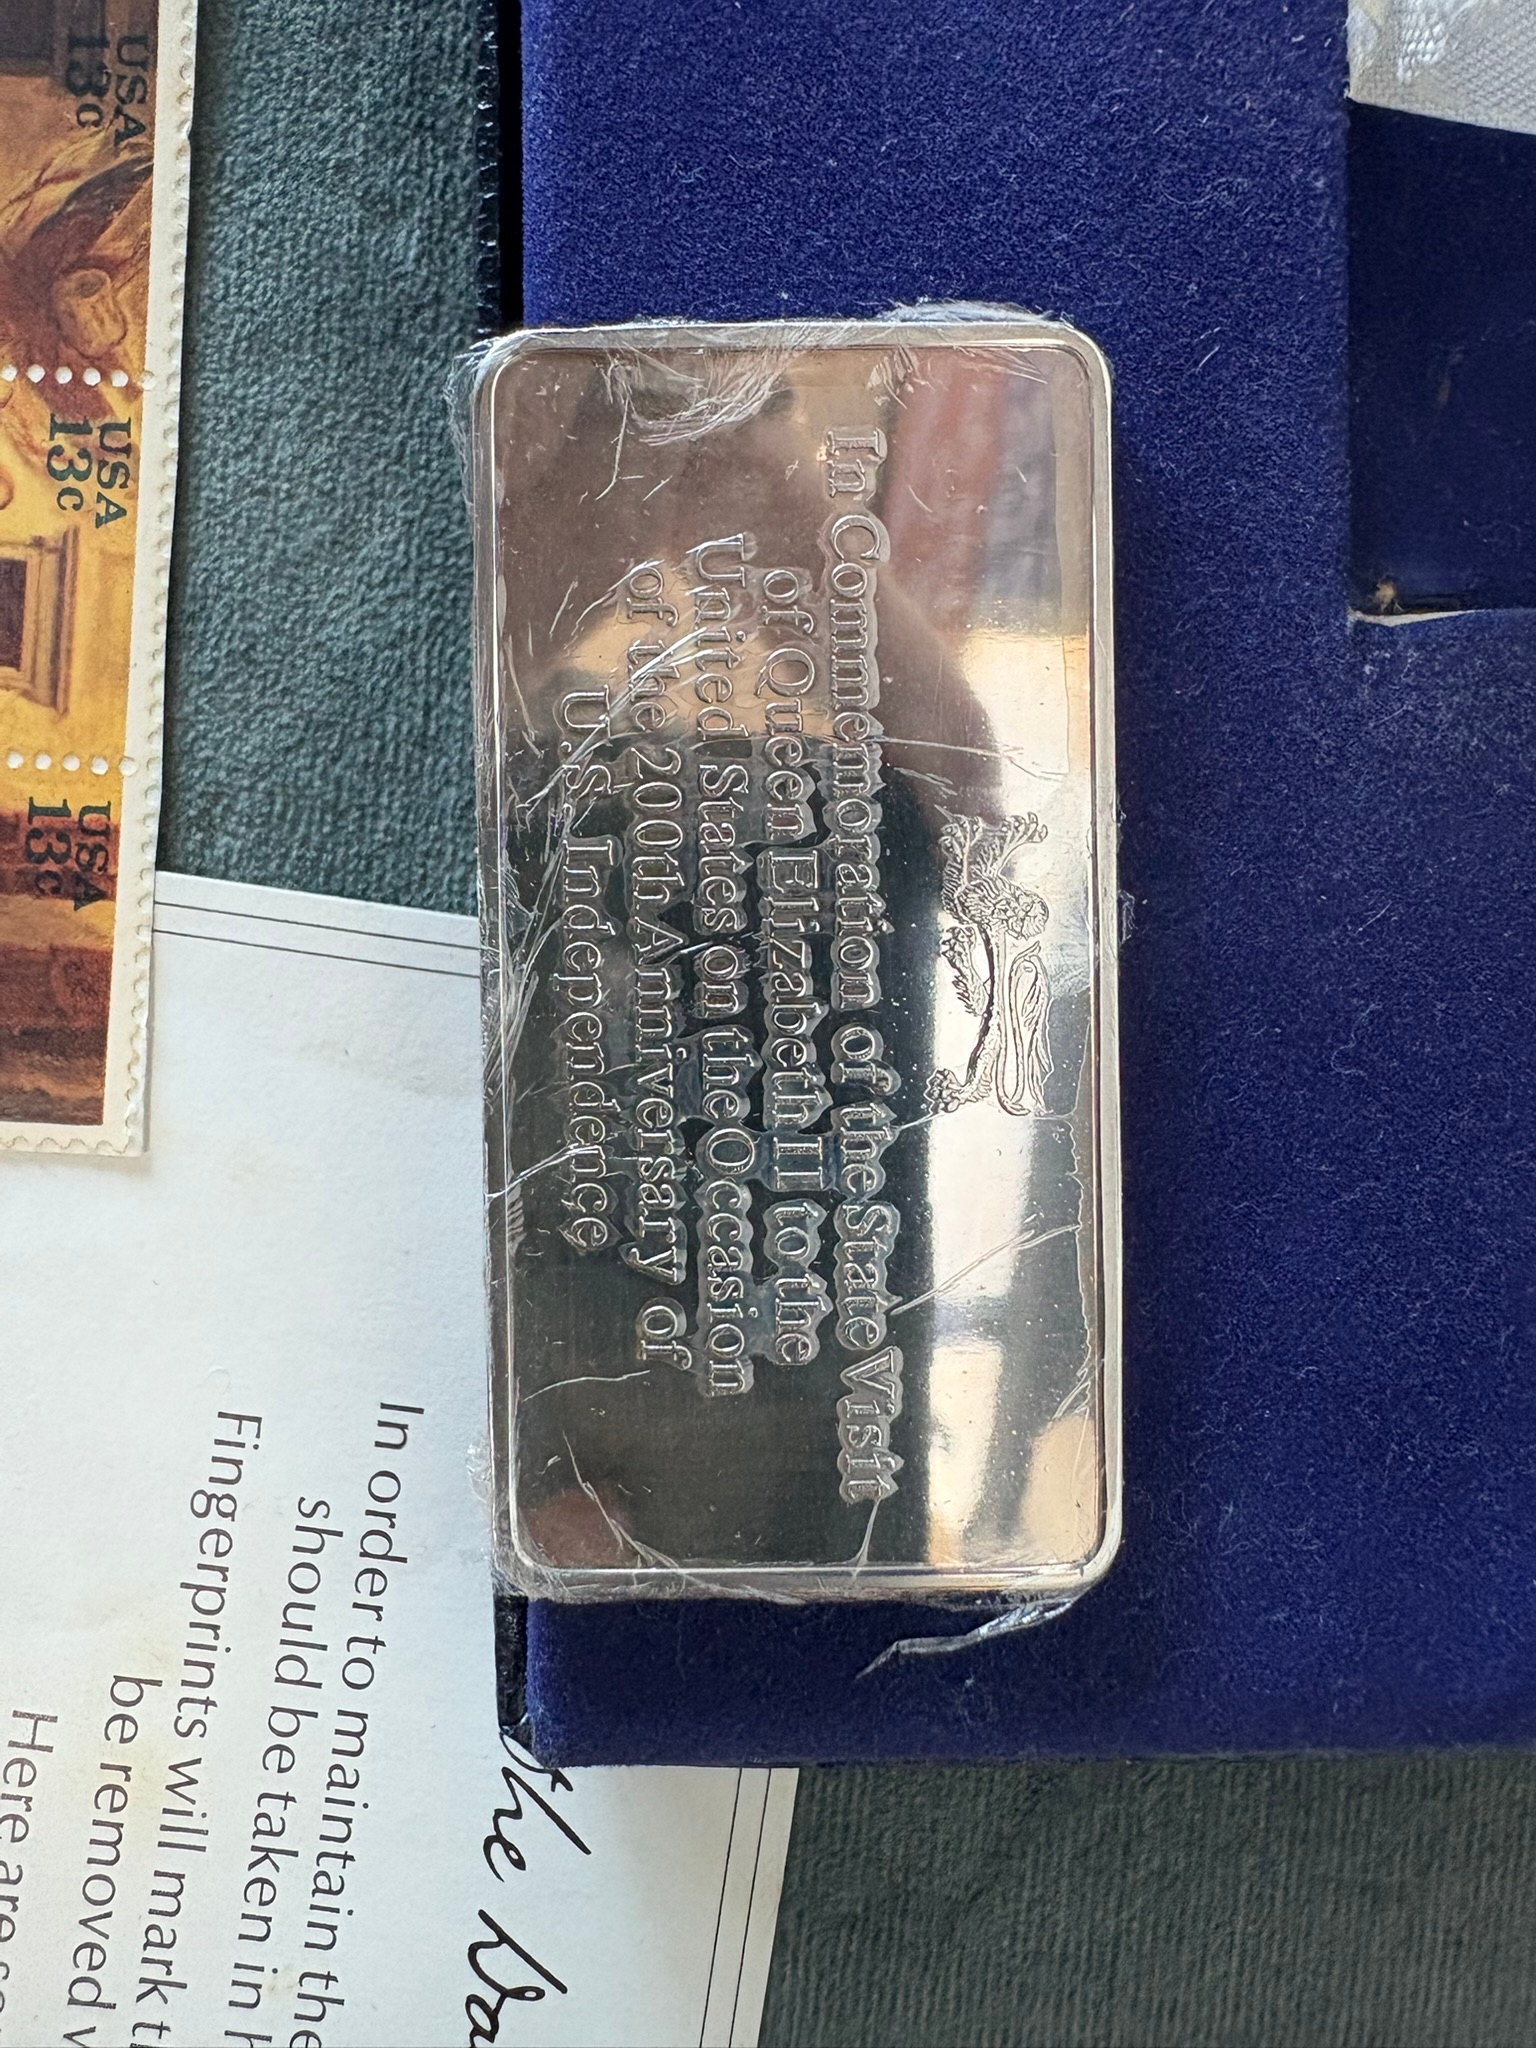 In Commemoration of the State Visit
of Queen Elizabeth II to the
United States on the Occasion
of the 200th Anniversary of
U.S. Independence
USA
13c
USA
13c
USA
13c
In order to maintain the
should be taken in
Fingerprints will mark
be removed
Here are
the